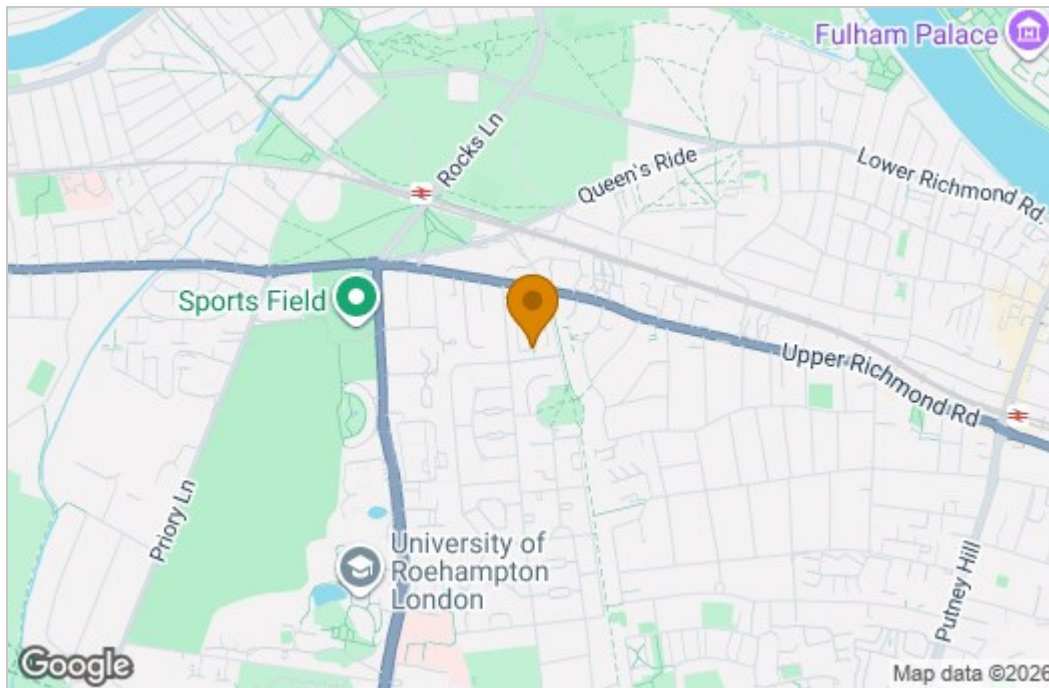 Fulham Palace
Rocks Ln
Queen's Ride
Lower Richmond Rd.
Sports Field
Upper Richmond Rd
Priory Ln
University of
Roehampton
London
Putney Hill
Google
Map data ©2026